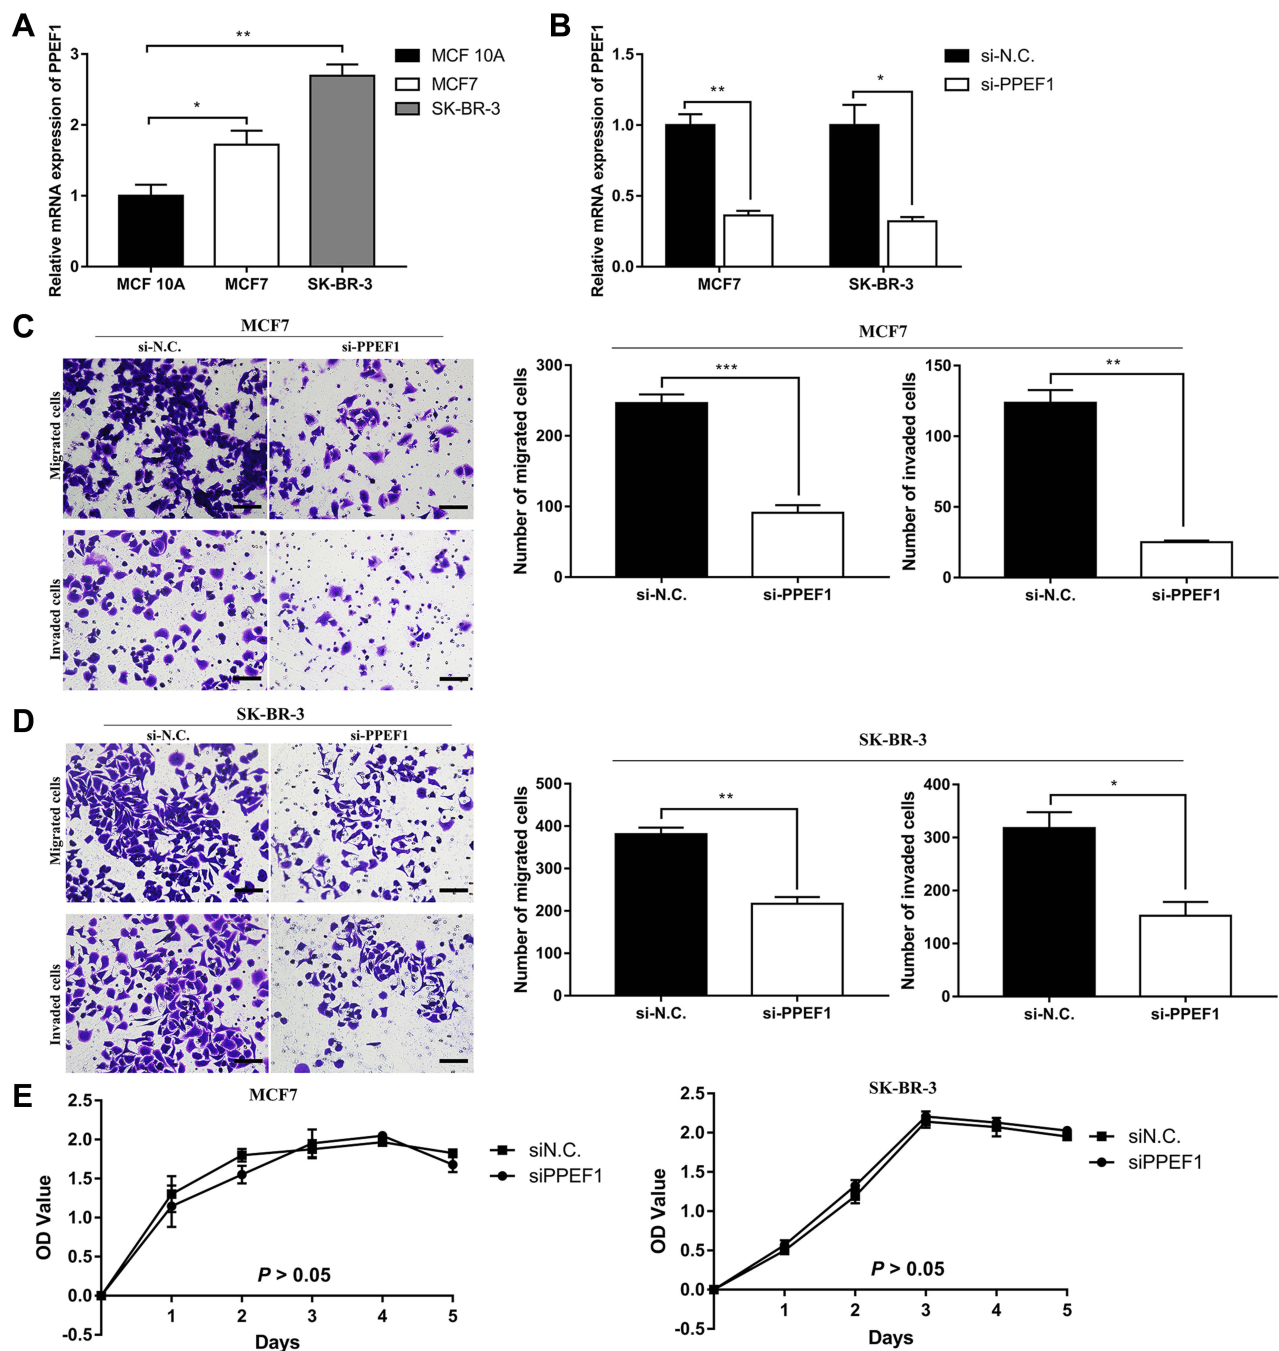 A
Relative mRNA expression of PPEF1
3
2
1
0
**
*
MCF 10A
MCF7
SK-BR-3
MCF 10A
MCF7
SK-BR-3
B
Relative mRNA expression of PPEF1
1.5
1.0
0.5
0.0
**
*
MCF7
SK-BR-3
si-N.C.
si-PPEF1
C
MCF7
si-N.C.
si-PPEF1
Migrated cells
Invaded cells
MCF7
Number of migrated cells
300
200
100
0
***
si-N.C.
si-PPEF1
Number of invaded cells
150
100
50
0
**
si-N.C.
si-PPEF1
D
SK-BR-3
si-N.C.
si-PPEF1
Migrated cells
Invaded cells
SK-BR-3
Number of migrated cells
500
400
300
200
100
0
**
si-N.C.
si-PPEF1
Number of invaded cells
400
300
200
100
0
*
si-N.C.
si-PPEF1
E
MCF7
OD Value
2.5
2.0
1.5
1.0
0.5
0.0
-0.5
P > 0.05
1 2 3 4 5
Days
siN.C.
siPPEF1
SK-BR-3
OD Value
2.5
2.0
1.5
1.0
0.5
0.0
-0.5
P > 0.05
1 2 3 4 5
Days
siN.C.
siPPEF1